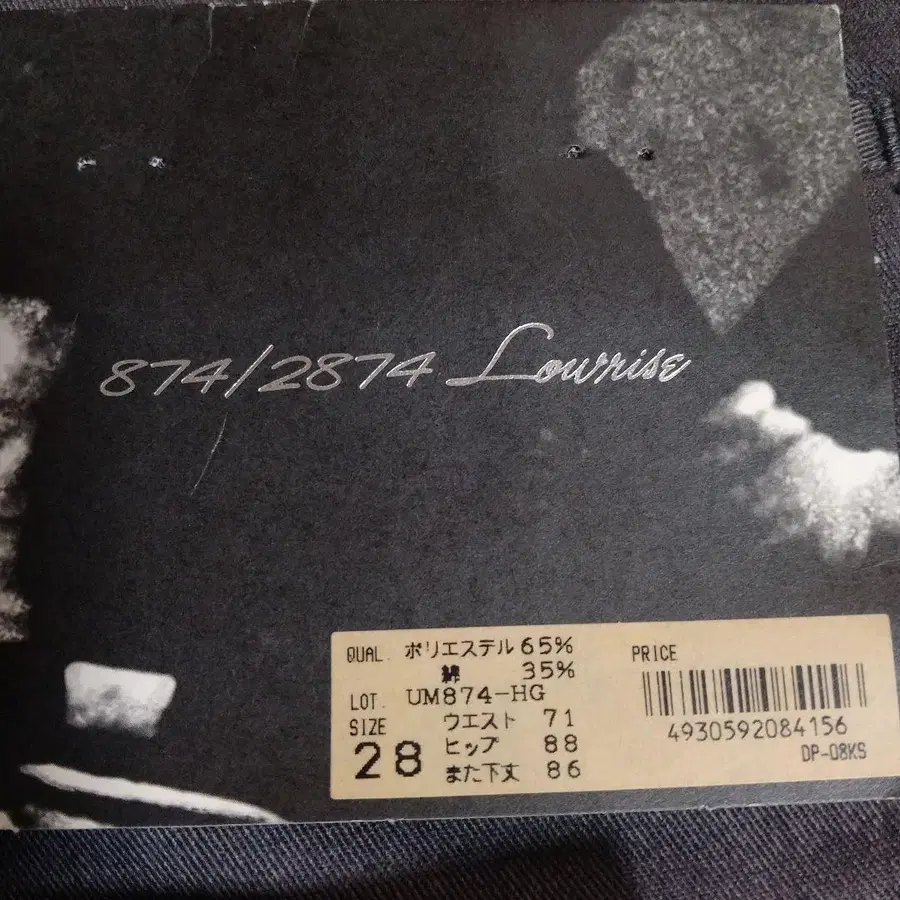 874/2874 Lowrise
QUAL. ポリエステル 65%
綿 35%
LOT. UM874-HG
SIZE ウエスト 71
28 ヒップ 88
また下丈 86
PRICE
4930592084156
DP-08KS